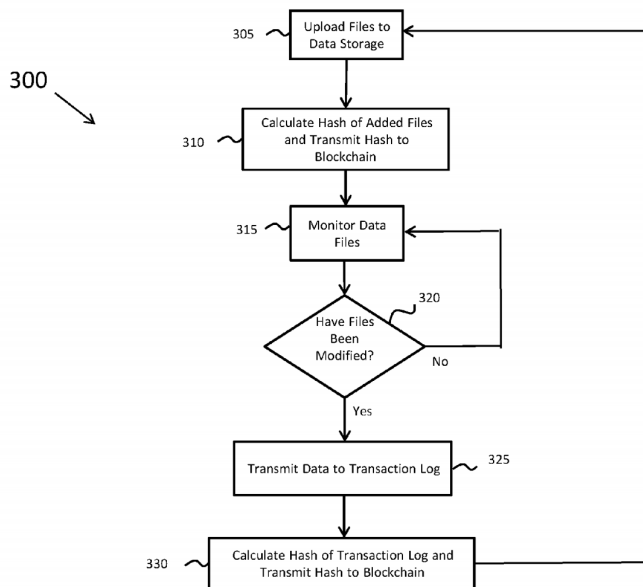 Upload Files to
Data Storage
305
300
Calculate Hash of Added Files
and Transmit Hash to
Blockchain
310
Monitor Data
Files
315
320
Have Files
Been
Modified?
No
Yes
Transmit Data to Transaction Log
325
Calculate Hash of Transaction Log and
Transmit Hash to Blockchain
330